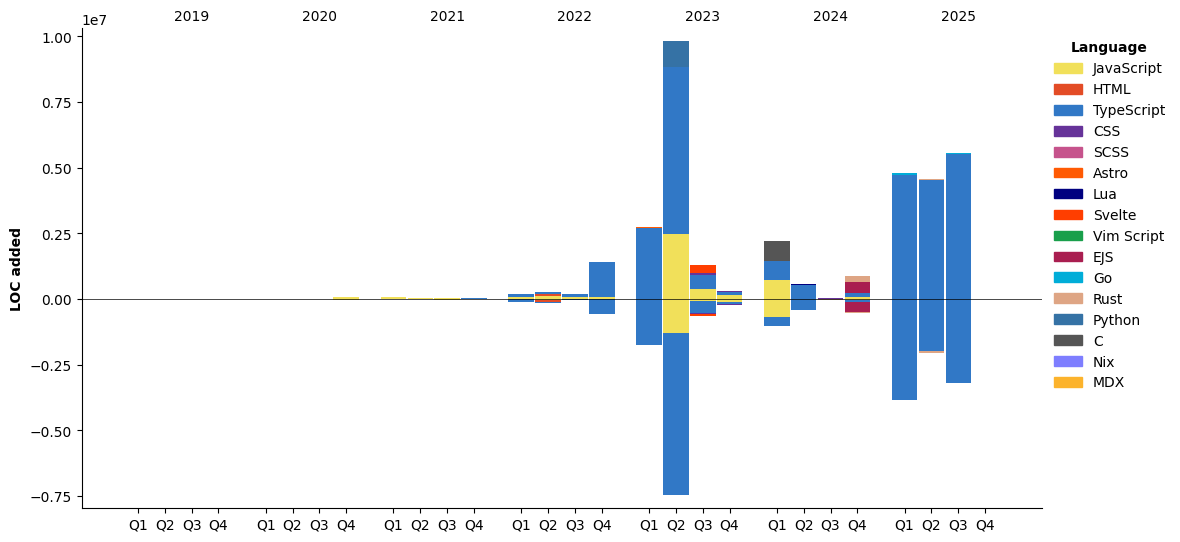 2019 2020 2021 2022 2023 2024 2025
1e7
1.00
0.75
0.50
0.25
0.00
−0.25
−0.50
−0.75
LOC added
Q1 Q2 Q3 Q4 Q1 Q2 Q3 Q4 Q1 Q2 Q3 Q4 Q1 Q2 Q3 Q4 Q1 Q2 Q3 Q4 Q1 Q2 Q3 Q4 Q1 Q2 Q3 Q4
Language
JavaScript
HTML
TypeScript
CSS
SCSS
Astro
Lua
Svelte
Vim Script
EJS
Go
Rust
Python
C
Nix
MDX